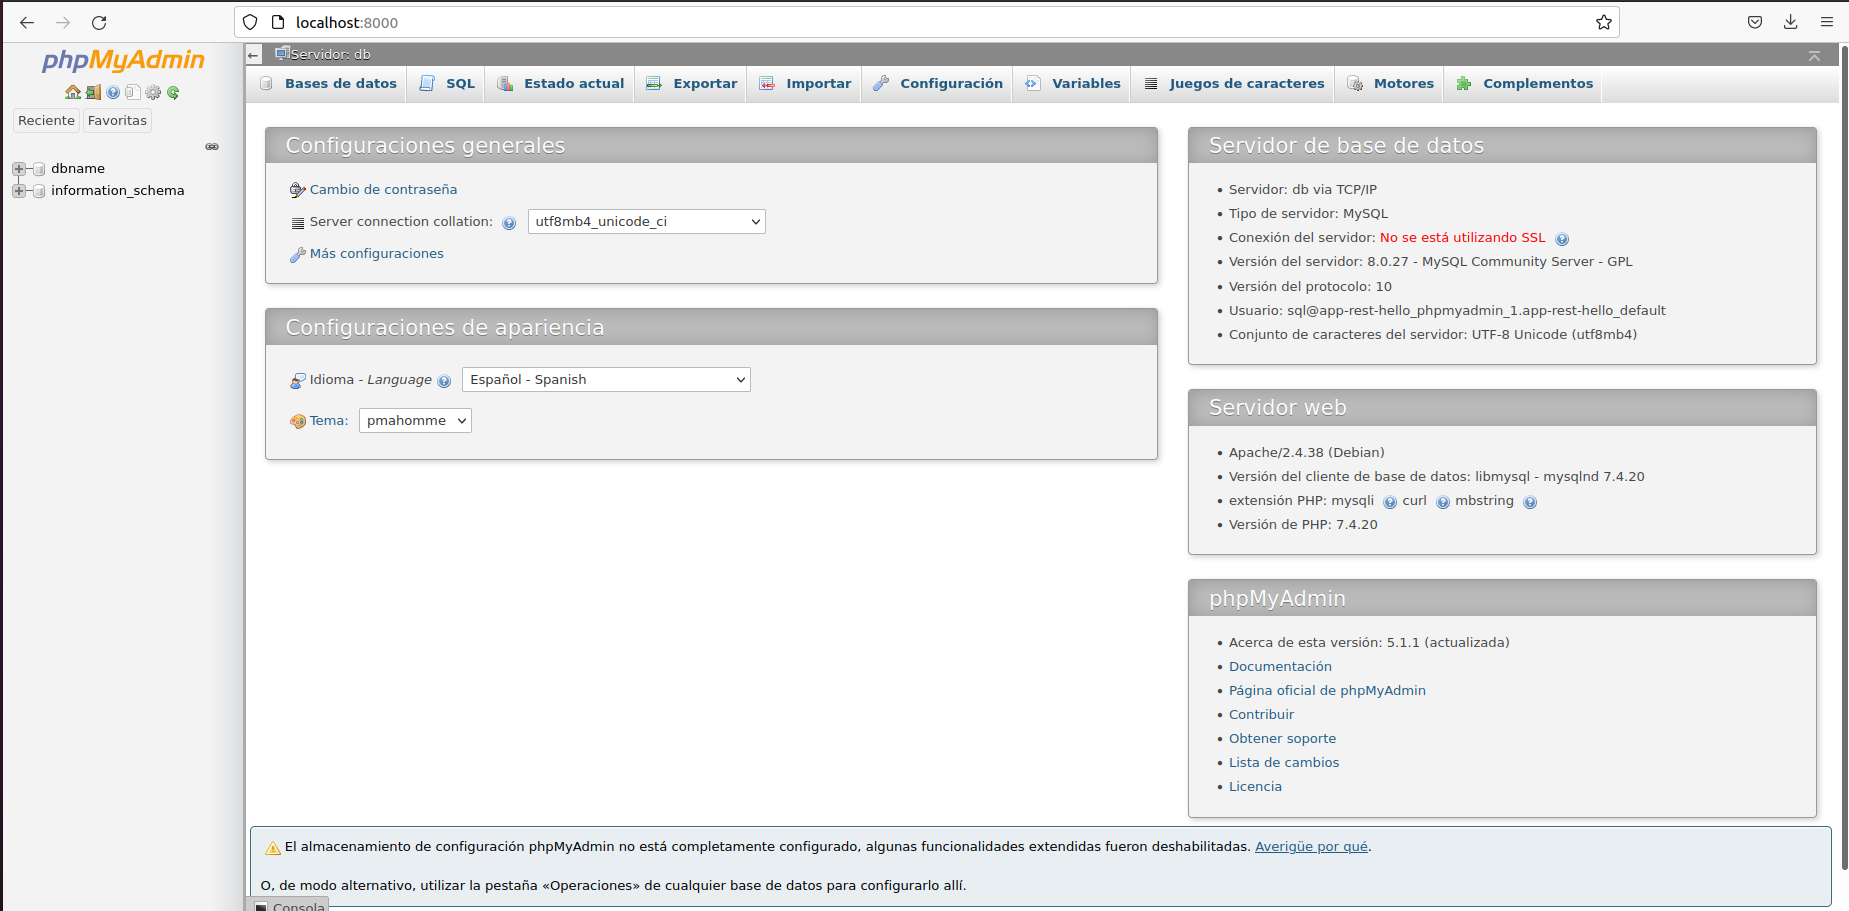 localhost:8000
phpMyAdmin
Reciente Favoritas
dbname
information_schema
Servidor: db
Bases de datos SQL Estado actual Exportar Importar Configuración Variables Juegos de caracteres Motores Complementos
Configuraciones generales
Cambio de contraseña
Server connection collation: utf8mb4_unicode_ci
Más configuraciones
Configuraciones de apariencia
Idioma - Language Español - Spanish
Tema: pmahomme
Servidor de base de datos
• Servidor: db via TCP/IP
• Tipo de servidor: MySQL
• Conexión del servidor: No se está utilizando SSL
• Versión del servidor: 8.0.27 - MySQL Community Server - GPL
• Versión del protocolo: 10
• Usuario: sql@app-rest-hello_phpmyadmin_1.app-rest-hello_default
• Conjunto de caracteres del servidor: UTF-8 Unicode (utf8mb4)
Servidor web
• Apache/2.4.38 (Debian)
• Versión del cliente de base de datos: libmysql - mysqlnd 7.4.20
• extensión PHP: mysqli curl mbstring
• Versión de PHP: 7.4.20
phpMyAdmin
• Acerca de esta versión: 5.1.1 (actualizada)
• Documentación
• Página oficial de phpMyAdmin
• Contribuir
• Obtener soporte
• Lista de cambios
• Licencia
El almacenamiento de configuración phpMyAdmin no está completamente configurado, algunas funcionalidades extendidas fueron deshabilitadas. Averigüe por qué.
O, de modo alternativo, utilizar la pestaña «Operaciones» de cualquier base de datos para configurarlo allí.
Consola